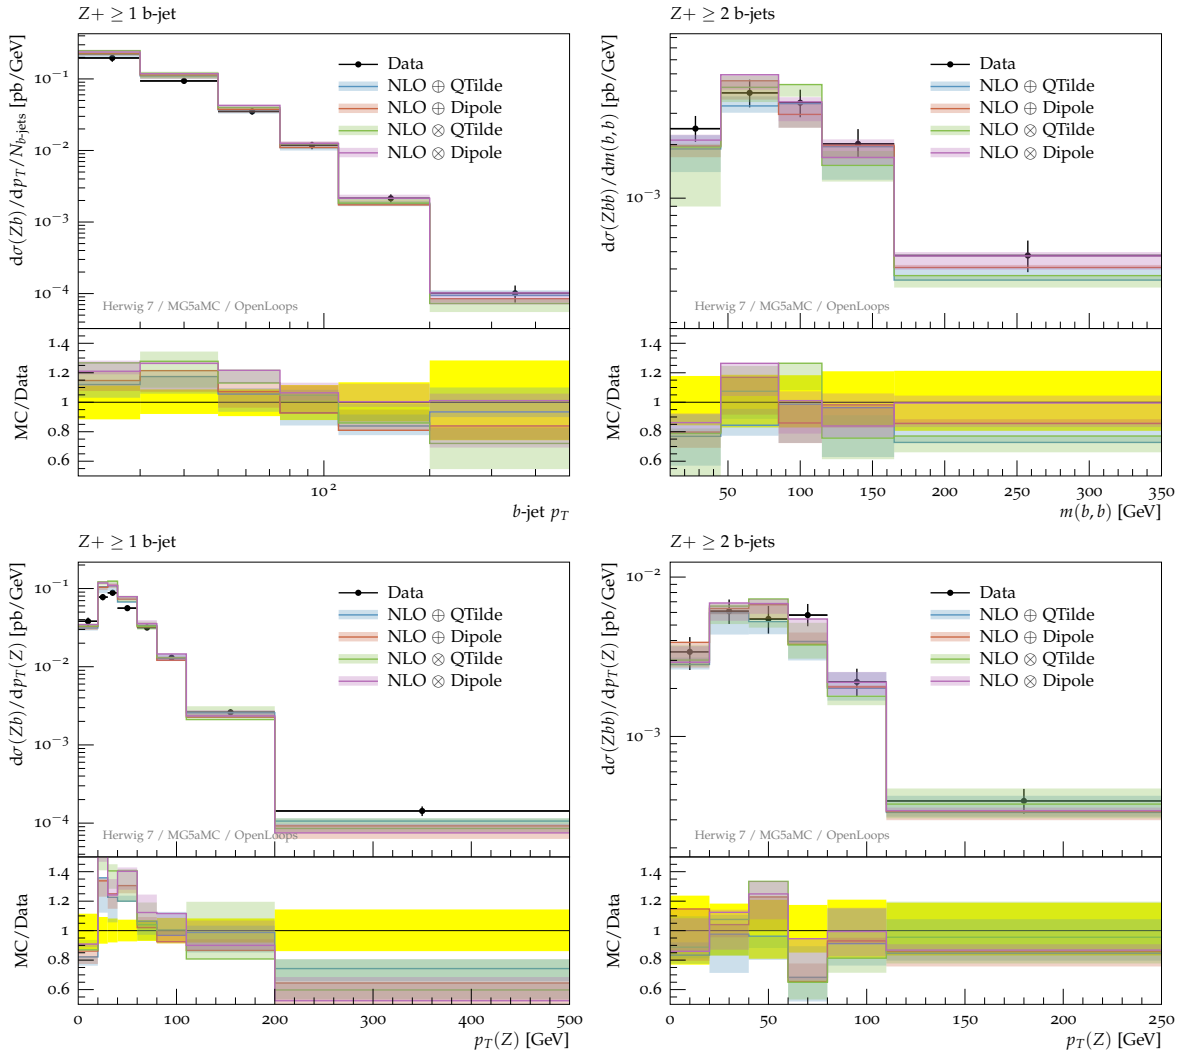 Z+ ≥ 1 b-jet
dσ(Zb)/dpT/Nb-jets [pb/GeV]
10−1
10−2
10−3
10−4
Data
NLO ⊕ QTilde
NLO ⊕ Dipole
NLO ⊗ QTilde
NLO ⊗ Dipole
Herwig 7 / MG5aMC / OpenLoops
MC/Data
1.4
1.2
1
0.8
0.6
10^2
b-jet pT
Z+ ≥ 2 b-jets
dσ(Zbb)/dm(b,b) [pb/GeV]
10−3
Data
NLO ⊕ QTilde
NLO ⊕ Dipole
NLO ⊗ QTilde
NLO ⊗ Dipole
Herwig 7 / MG5aMC / OpenLoops
MC/Data
1.4
1.2
1
0.8
0.6
50 100 150 200 250 300 350
m(b,b) [GeV]
Z+ ≥ 1 b-jet
dσ(Zb)/dpT(Z) [pb/GeV]
10−1
10−2
10−3
10−4
Data
NLO ⊕ QTilde
NLO ⊕ Dipole
NLO ⊗ QTilde
NLO ⊗ Dipole
Herwig 7 / MG5aMC / OpenLoops
MC/Data
1.4
1.2
1
0.8
0.6
0 100 200 300 400 500
pT(Z) [GeV]
Z+ ≥ 2 b-jets
dσ(Zbb)/dpT(Z) [pb/GeV]
10−2
10−3
Data
NLO ⊕ QTilde
NLO ⊕ Dipole
NLO ⊗ QTilde
NLO ⊗ Dipole
Herwig 7 / MG5aMC / OpenLoops
MC/Data
1.4
1.2
1
0.8
0.6
0 50 100 150 200 250
pT(Z) [GeV]